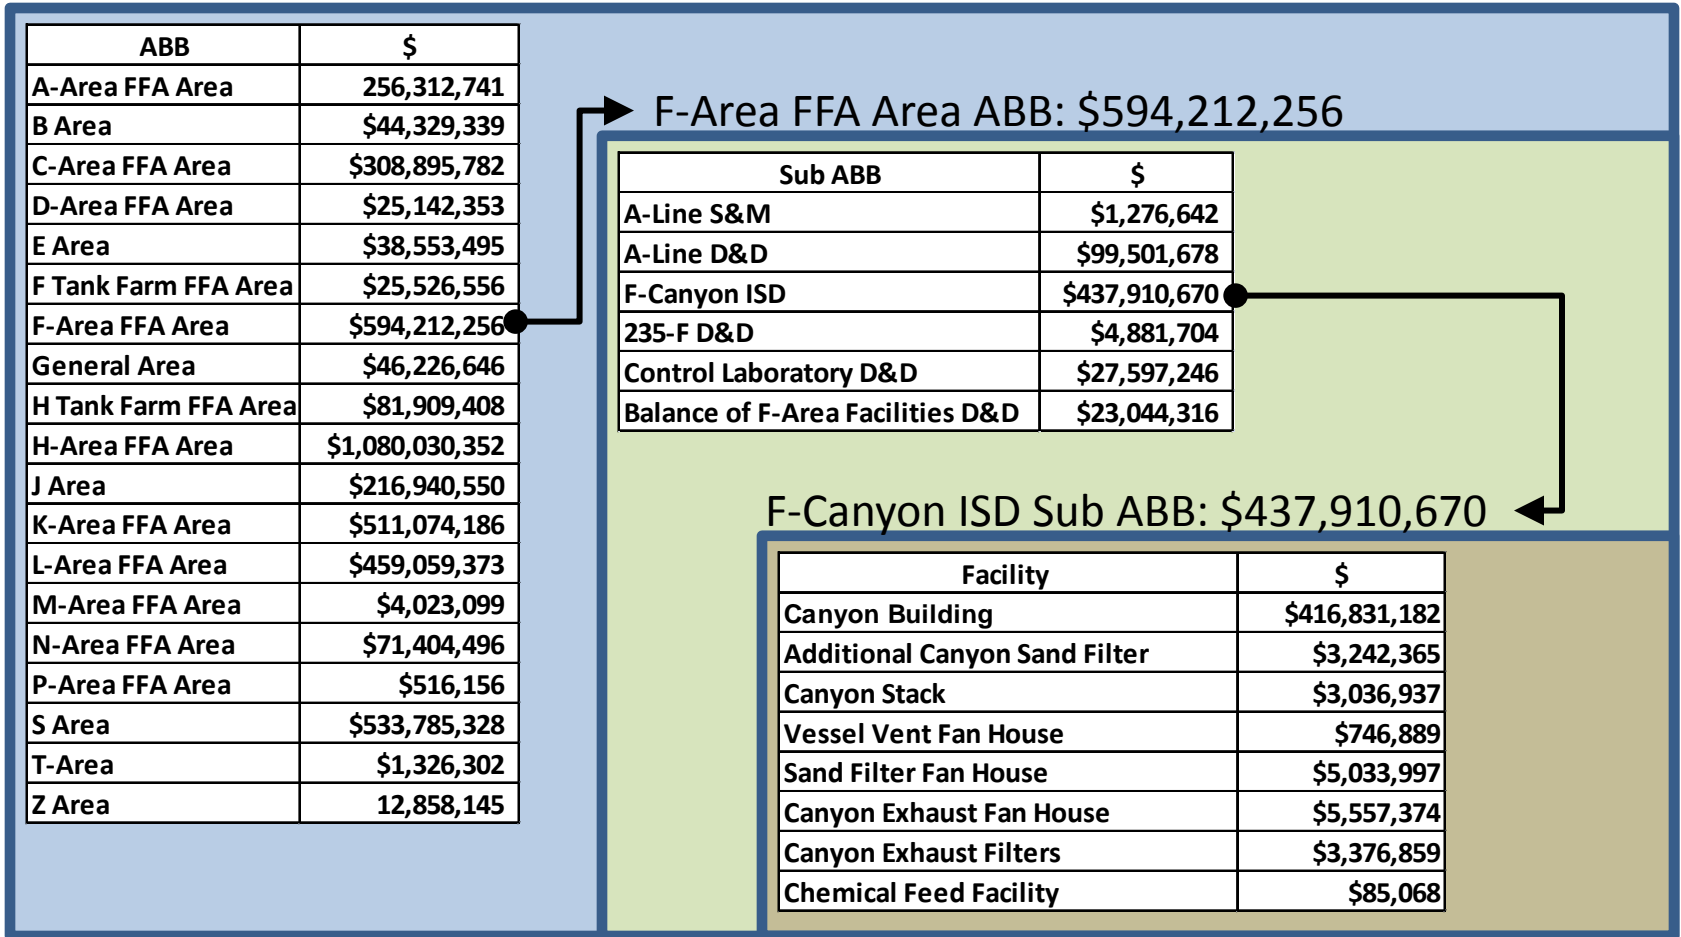 ABB $
A-Area FFA Area 256,312,741
B Area $44,329,339
C-Area FFA Area $308,895,782
D-Area FFA Area $25,142,353
E Area $38,553,495
F Tank Farm FFA Area $25,526,556
F-Area FFA Area $594,212,256
General Area $46,226,646
H Tank Farm FFA Area $81,909,408
H-Area FFA Area $1,080,030,352
J Area $216,940,550
K-Area FFA Area $511,074,186
L-Area FFA Area $459,059,373
M-Area FFA Area $4,023,099
N-Area FFA Area $71,404,496
P-Area FFA Area $516,156
S Area $533,785,328
T-Area $1,326,302
Z Area 12,858,145
F-Area FFA Area ABB: $594,212,256
Sub ABB $
A-Line S&M $1,276,642
A-Line D&D $99,501,678
F-Canyon ISD $437,910,670
235-F D&D $4,881,704
Control Laboratory D&D $27,597,246
Balance of F-Area Facilities D&D $23,044,316
F-Canyon ISD Sub ABB: $437,910,670
Facility $
Canyon Building $416,831,182
Additional Canyon Sand Filter $3,242,365
Canyon Stack $3,036,937
Vessel Vent Fan House $746,889
Sand Filter Fan House $5,033,997
Canyon Exhaust Fan House $5,557,374
Canyon Exhaust Filters $3,376,859
Chemical Feed Facility $85,068